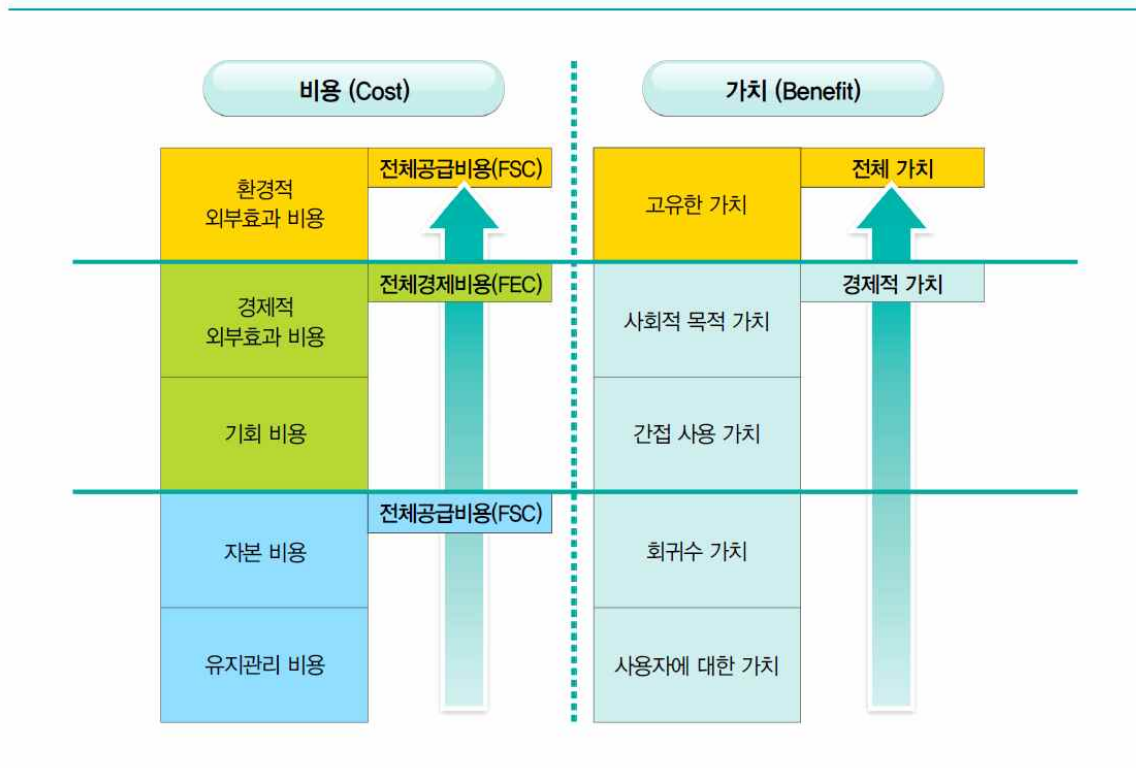 비용 (Cost)
가치 (Benefit)
환경적
외부효과 비용
전체공급비용(FSC)
고유한 가치
전체 가치
경제적
외부효과 비용
전체경제비용(FEC)
사회적 목적 가치
경제적 가치
기회 비용
간접 사용 가치
자본 비용
전체공급비용(FSC)
회귀수 가치
유지관리 비용
사용자에 대한 가치